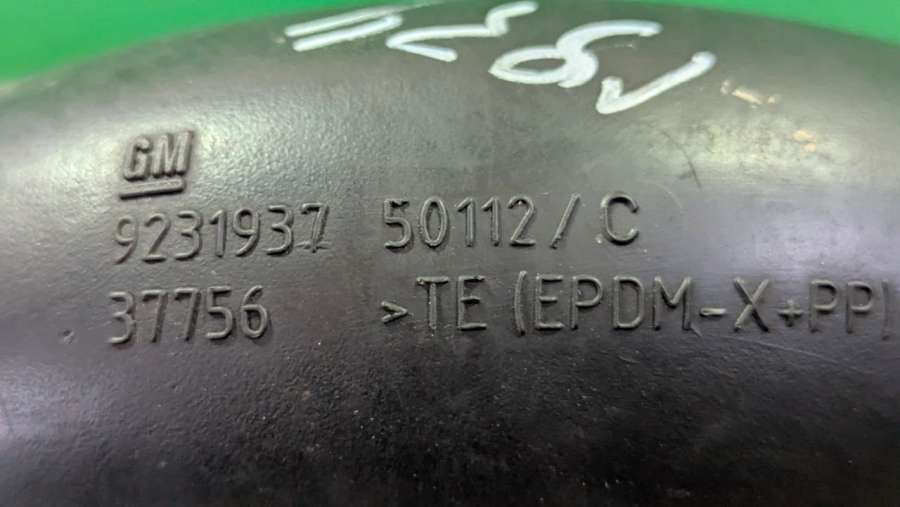 GM
9231937 50112/C
37756 >TE (EPDM-X+PP)